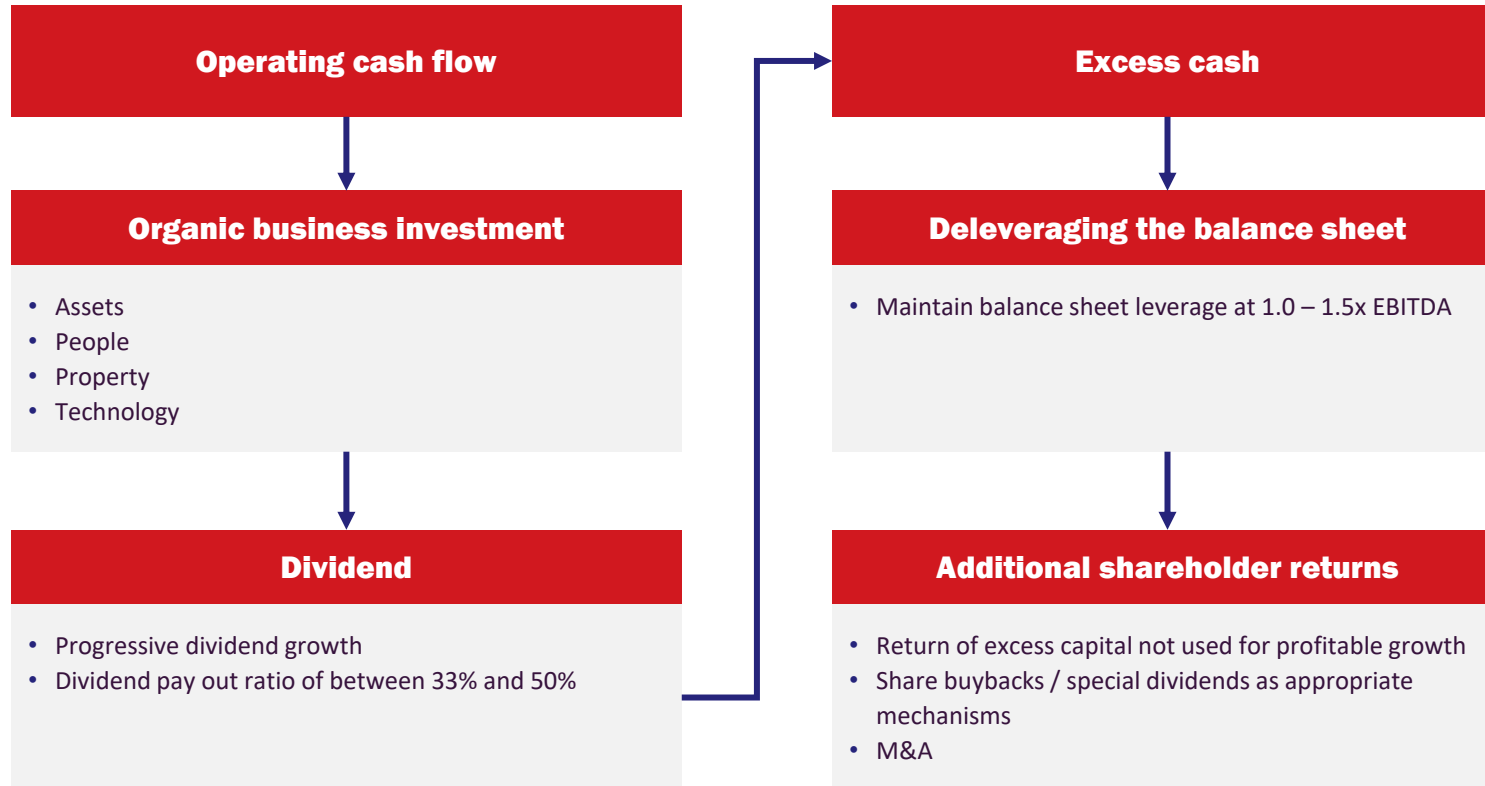 Operating cash flow
Organic business investment
• Assets
• People
• Property
• Technology
Dividend
• Progressive dividend growth
• Dividend pay out ratio of between 33% and 50%
Excess cash
Deleveraging the balance sheet
• Maintain balance sheet leverage at 1.0 – 1.5x EBITDA
Additional shareholder returns
• Return of excess capital not used for profitable growth
• Share buybacks / special dividends as appropriate
mechanisms
• M&A